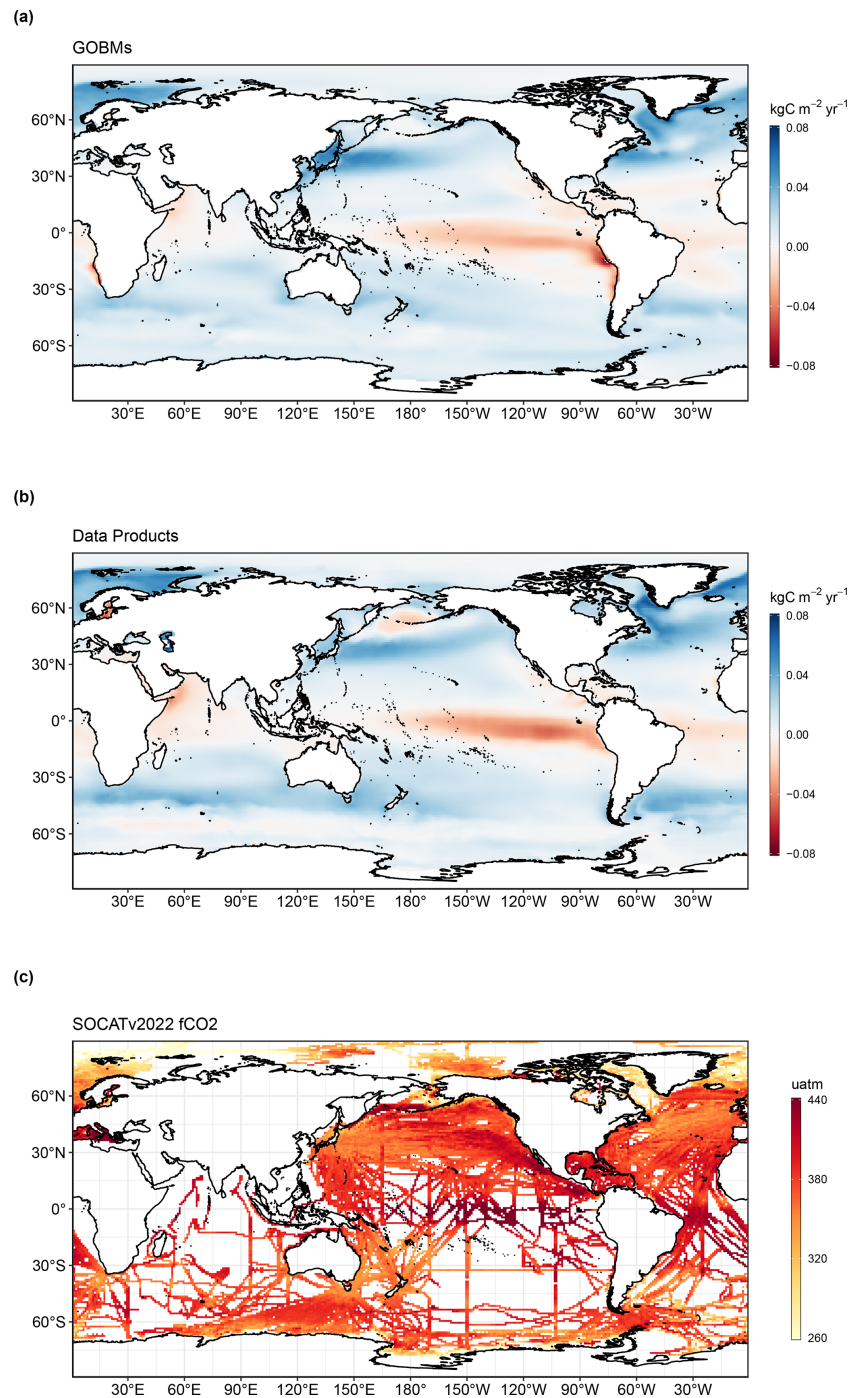 (a)
GOBMs
kgC m⁻² yr⁻¹
0.08
0.04
0.00
−0.04
−0.08
60°N
30°N
0°
30°S
60°S
30°E 60°E 90°E 120°E 150°E 180° 150°W 120°W 90°W 60°W 30°W
(b)
Data Products
kgC m⁻² yr⁻¹
0.08
0.04
0.00
−0.04
−0.08
60°N
30°N
0°
30°S
60°S
30°E 60°E 90°E 120°E 150°E 180° 150°W 120°W 90°W 60°W 30°W
(c)
SOCATv2022 fCO2
uatm
440
380
320
260
60°N
30°N
0°
30°S
60°S
30°E 60°E 90°E 120°E 150°E 180° 150°W 120°W 90°W 60°W 30°W